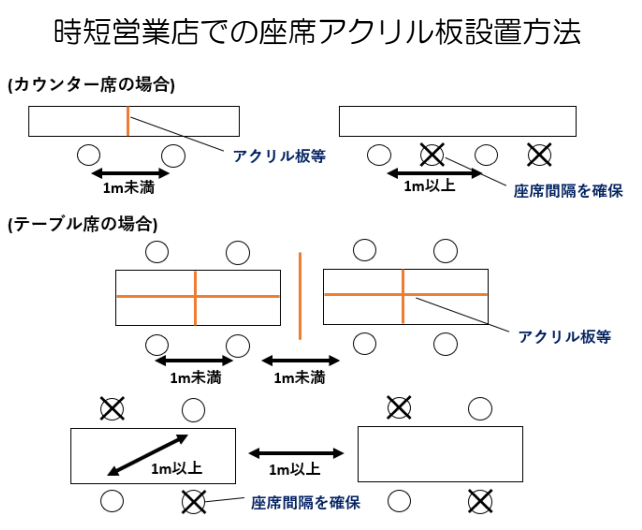 時短営業店での座席アクリル板設置方法
(カウンター席の場合)
アクリル板等
1m未満
1m以上
座席間隔を確保
(テーブル席の場合)
アクリル板等
1m未満
1m未満
1m以上
1m以上
座席間隔を確保